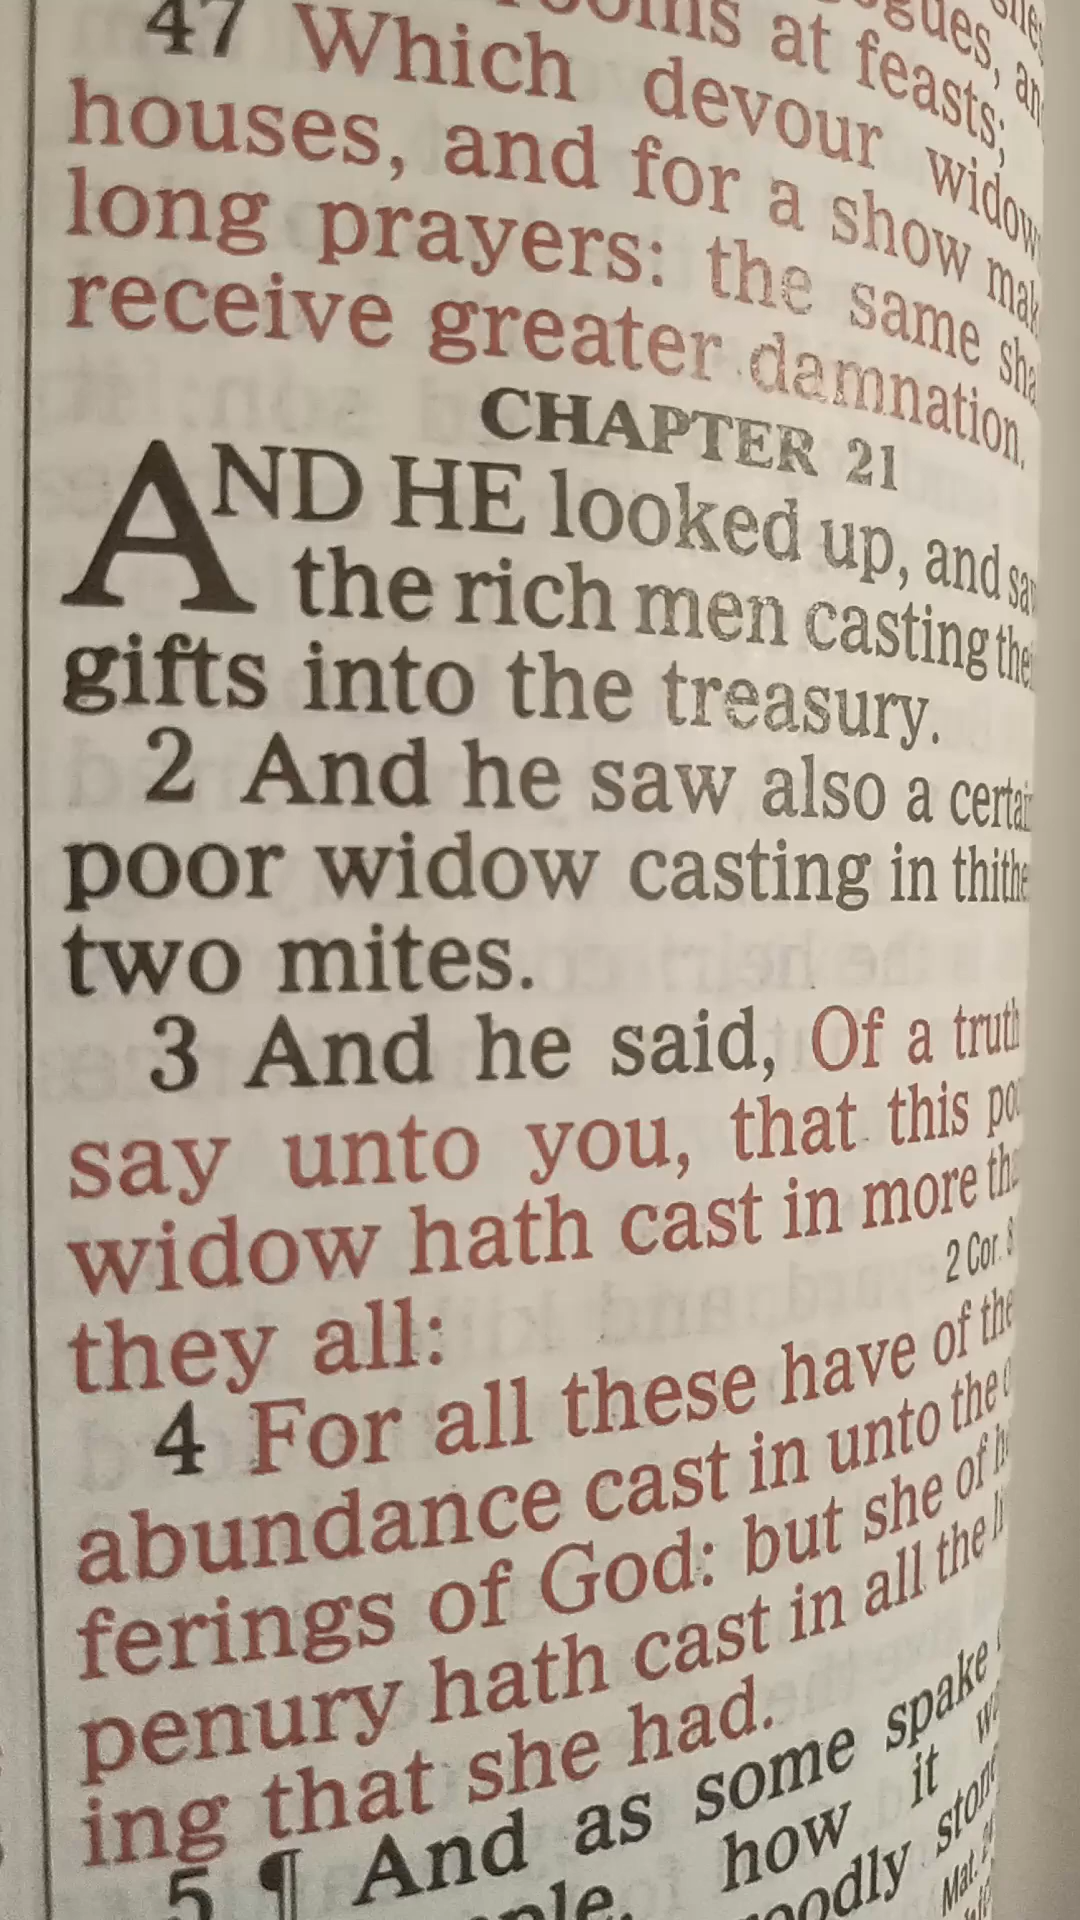 at feasts;
47 Which devour
houses, and for a show
long prayers: the same
receive greater damnation.
CHAPTER 21
AND HE looked up, and
the rich men casting
gifts into the treasury.
2 And he saw also a
poor widow casting in
two mites.
3 And he said, Of a
say unto you, that this
widow hath cast in more
2 Cor.
they all:
4 For all these have of
abundance cast in unto the
ferings of God: but she of
penury hath cast in all the
ing that she had.
5 ¶ And as some spake
how it
Mat.